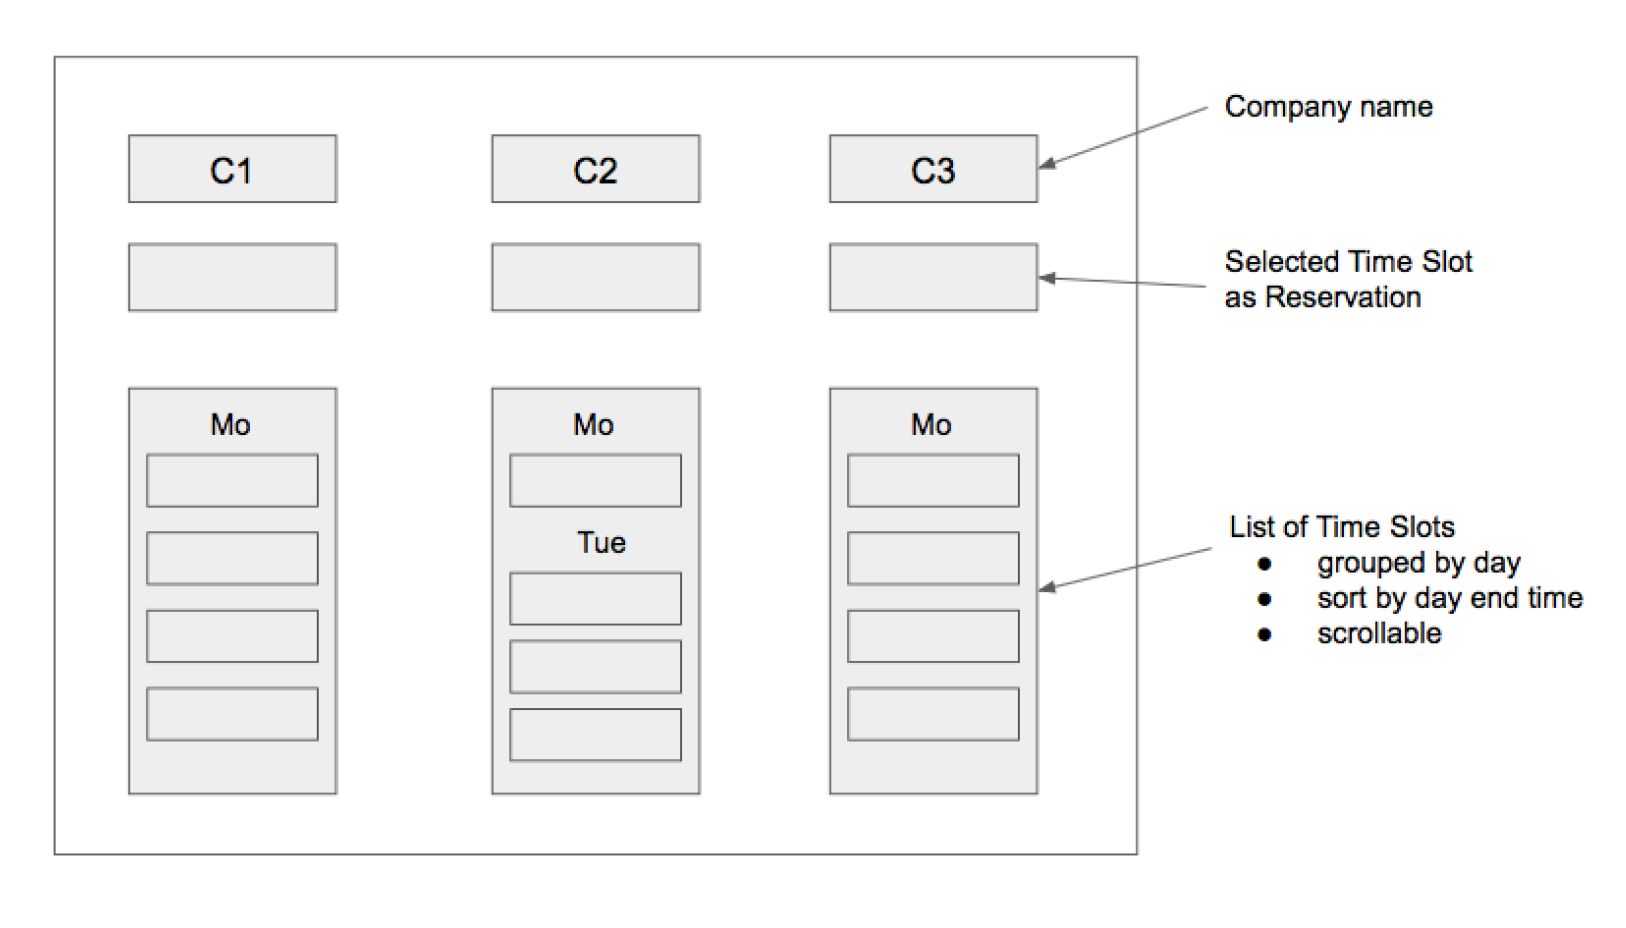 Company name
C1
C2
C3
Selected Time Slot
as Reservation
Mo
Mo
Mo
Tue
List of Time Slots
● grouped by day
● sort by day end time
● scrollable